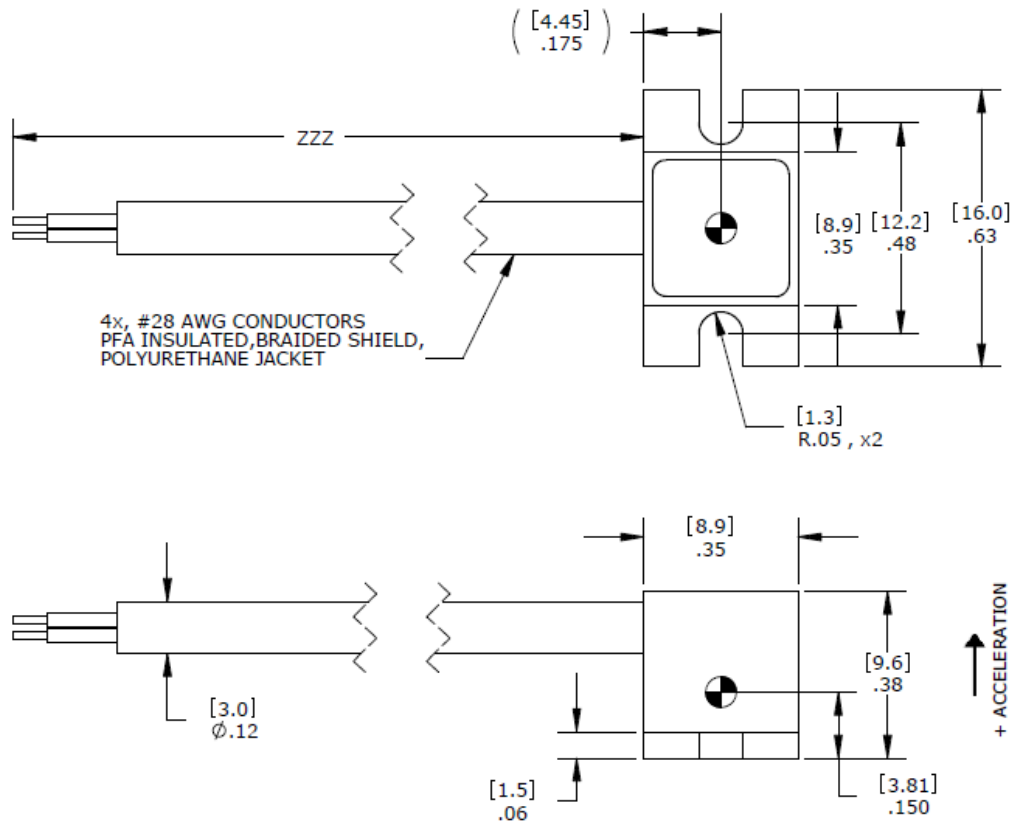 [4.45]
( .175 )
ZZZ
[8.9]
.35
[12.2]
.48
[16.0]
.63
4x, #28 AWG CONDUCTORS
PFA INSULATED,BRAIDED SHIELD,
POLYURETHANE JACKET
[1.3]
R.05 , x2
[8.9]
.35
+ ACCELERATION
[9.6]
.38
[3.0]
∅.12
[1.5]
.06
[3.81]
.150